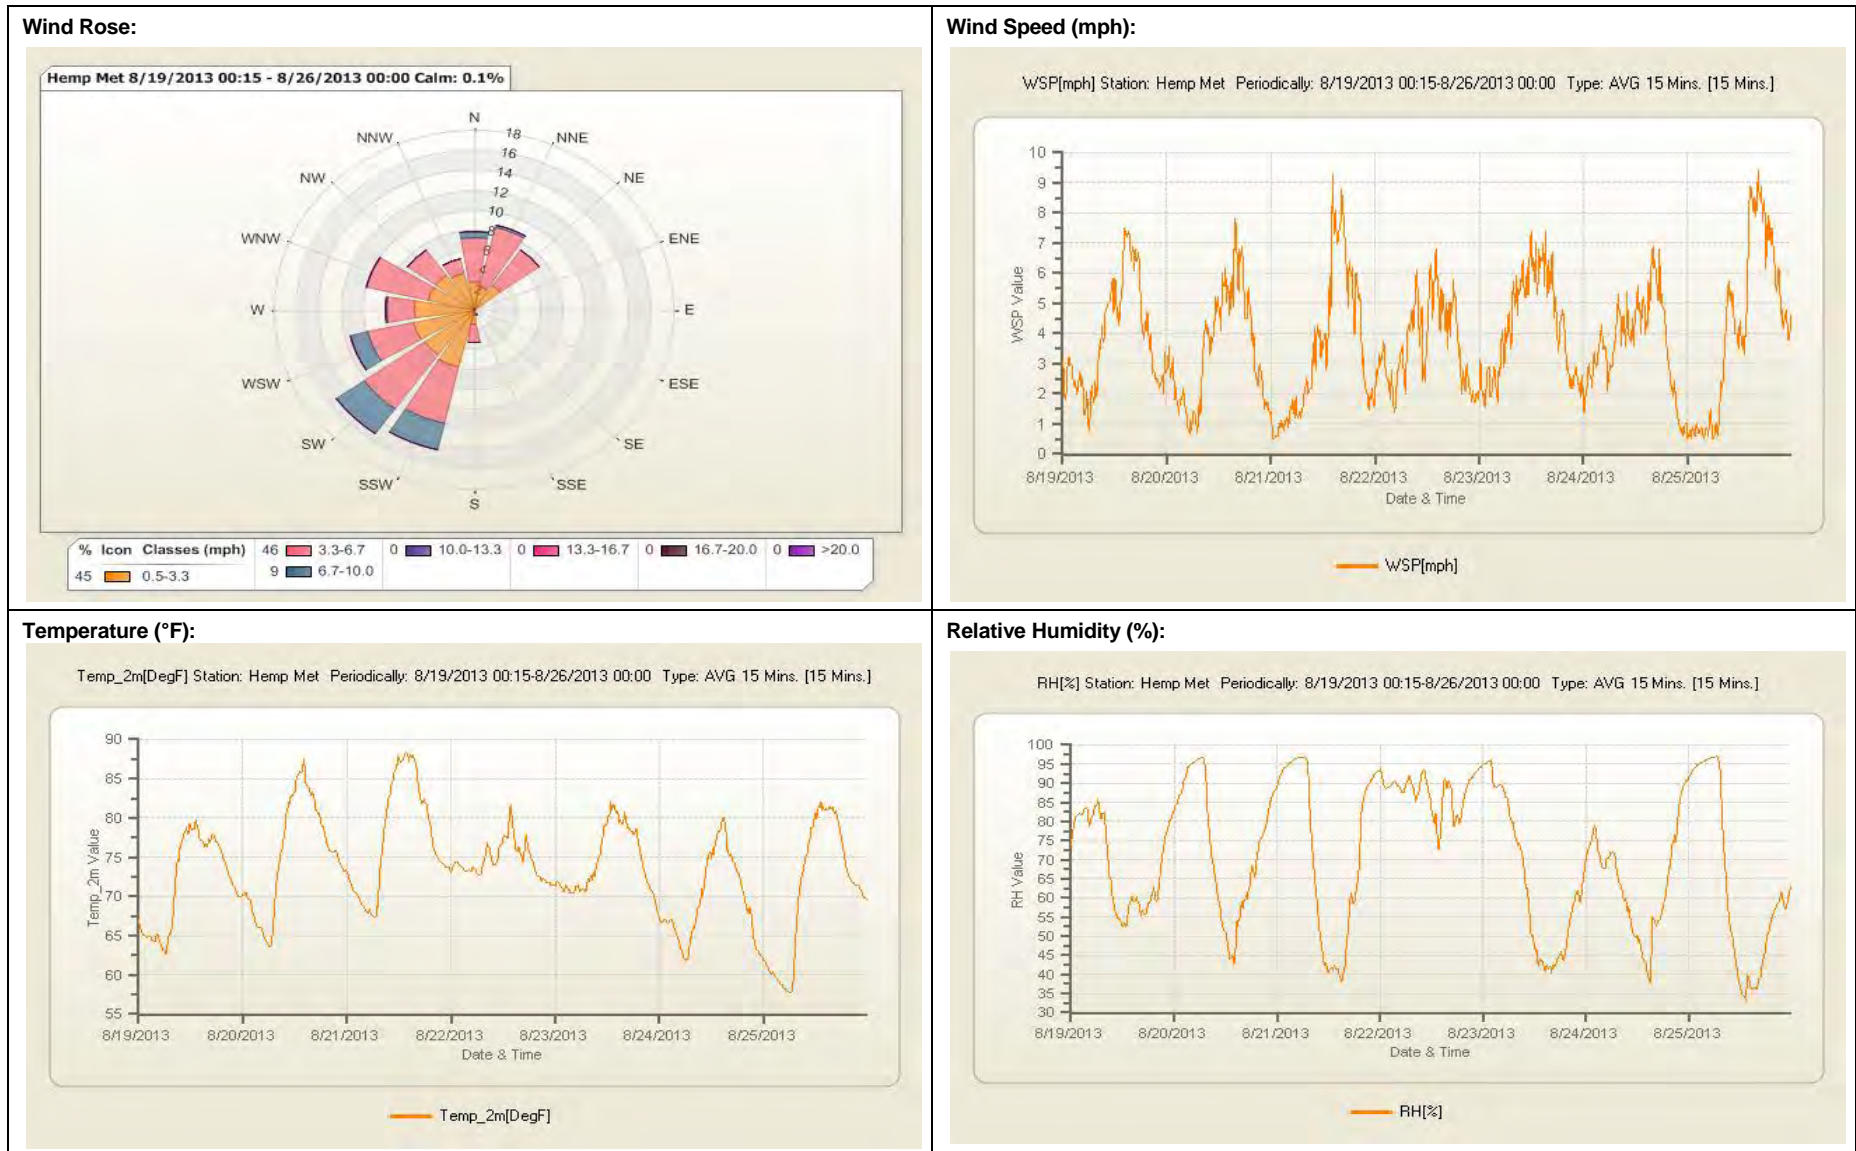 Wind Rose:
Hemp Met 8/19/2013 00:15 - 8/26/2013 00:00 Calm: 0.1%
N
NNW
NNE
18
16
NW
14
NE
12
10
WNW
8
ENE
6
4
2
W
E
WSW
ESE
SW
SE
SSW
SSE
S
% Icon Classes (mph) 46 3.3-6.7 0 10.0-13.3 0 13.3-16.7 0 16.7-20.0 0 >20.0
45 0.5-3.3 9 6.7-10.0
Wind Speed (mph):
WSP[mph] Station: Hemp Met Periodically: 8/19/2013 00:15-8/26/2013 00:00 Type: AVG 15 Mins. [15 Mins.]
10
9
8
7
6
5
4
3
2
1
0
WSP Value
8/19/2013 8/20/2013 8/21/2013 8/22/2013 8/23/2013 8/24/2013 8/25/2013
Date & Time
WSP[mph]
Temperature (°F):
Temp_2m[DegF] Station: Hemp Met Periodically: 8/19/2013 00:15-8/26/2013 00:00 Type: AVG 15 Mins. [15 Mins.]
90
85
80
75
70
65
60
55
Temp_2m Value
8/19/2013 8/20/2013 8/21/2013 8/22/2013 8/23/2013 8/24/2013 8/25/2013
Date & Time
Temp_2m[DegF]
Relative Humidity (%):
RH[%] Station: Hemp Met Periodically: 8/19/2013 00:15-8/26/2013 00:00 Type: AVG 15 Mins. [15 Mins.]
100
95
90
85
80
75
70
65
60
55
50
45
40
35
30
RH Value
8/19/2013 8/20/2013 8/21/2013 8/22/2013 8/23/2013 8/24/2013 8/25/2013
Date & Time
RH[%]